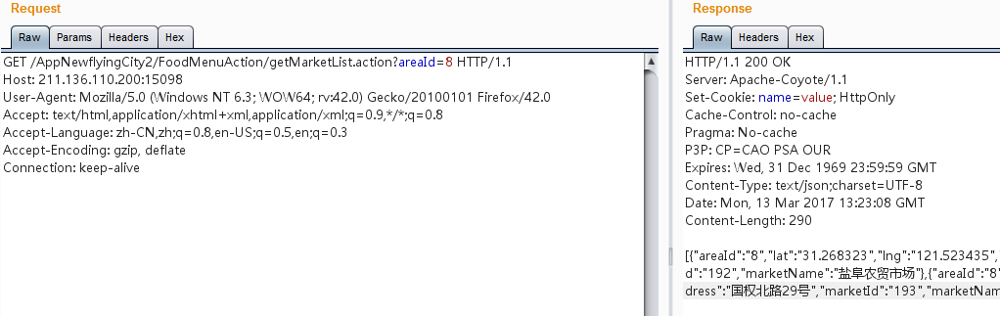 Request
Raw Params Headers Hex
GET /AppNewflyingCity2/FoodMenuAction/getMarketList.action?areaId=8 HTTP/1.1
Host: 211.136.110.200:15098
User-Agent: Mozilla/5.0 (Windows NT 6.3; WOW64; rv:42.0) Gecko/20100101 Firefox/42.0
Accept: text/html,application/xhtml+xml,application/xml;q=0.9,*/*;q=0.8
Accept-Language: zh-CN,zh;q=0.8,en-US;q=0.5,en;q=0.3
Accept-Encoding: gzip, deflate
Connection: keep-alive
Response
Raw Headers Hex
HTTP/1.1 200 OK
Server: Apache-Coyote/1.1
Set-Cookie: name=value; HttpOnly
Cache-Control: no-cache
Pragma: No-cache
P3P: CP=CAO PSA OUR
Expires: Wed, 31 Dec 1969 23:59:59 GMT
Content-Type: text/json;charset=UTF-8
Date: Mon, 13 Mar 2017 13:23:08 GMT
Content-Length: 290
[{"areaId":"8","lat":"31.268323","lng":"121.523435",
d":"192","marketName":"盐阜农贸市场"},{"areaId":"8"
dress":"国权北路29号","marketId":"193","marketNam